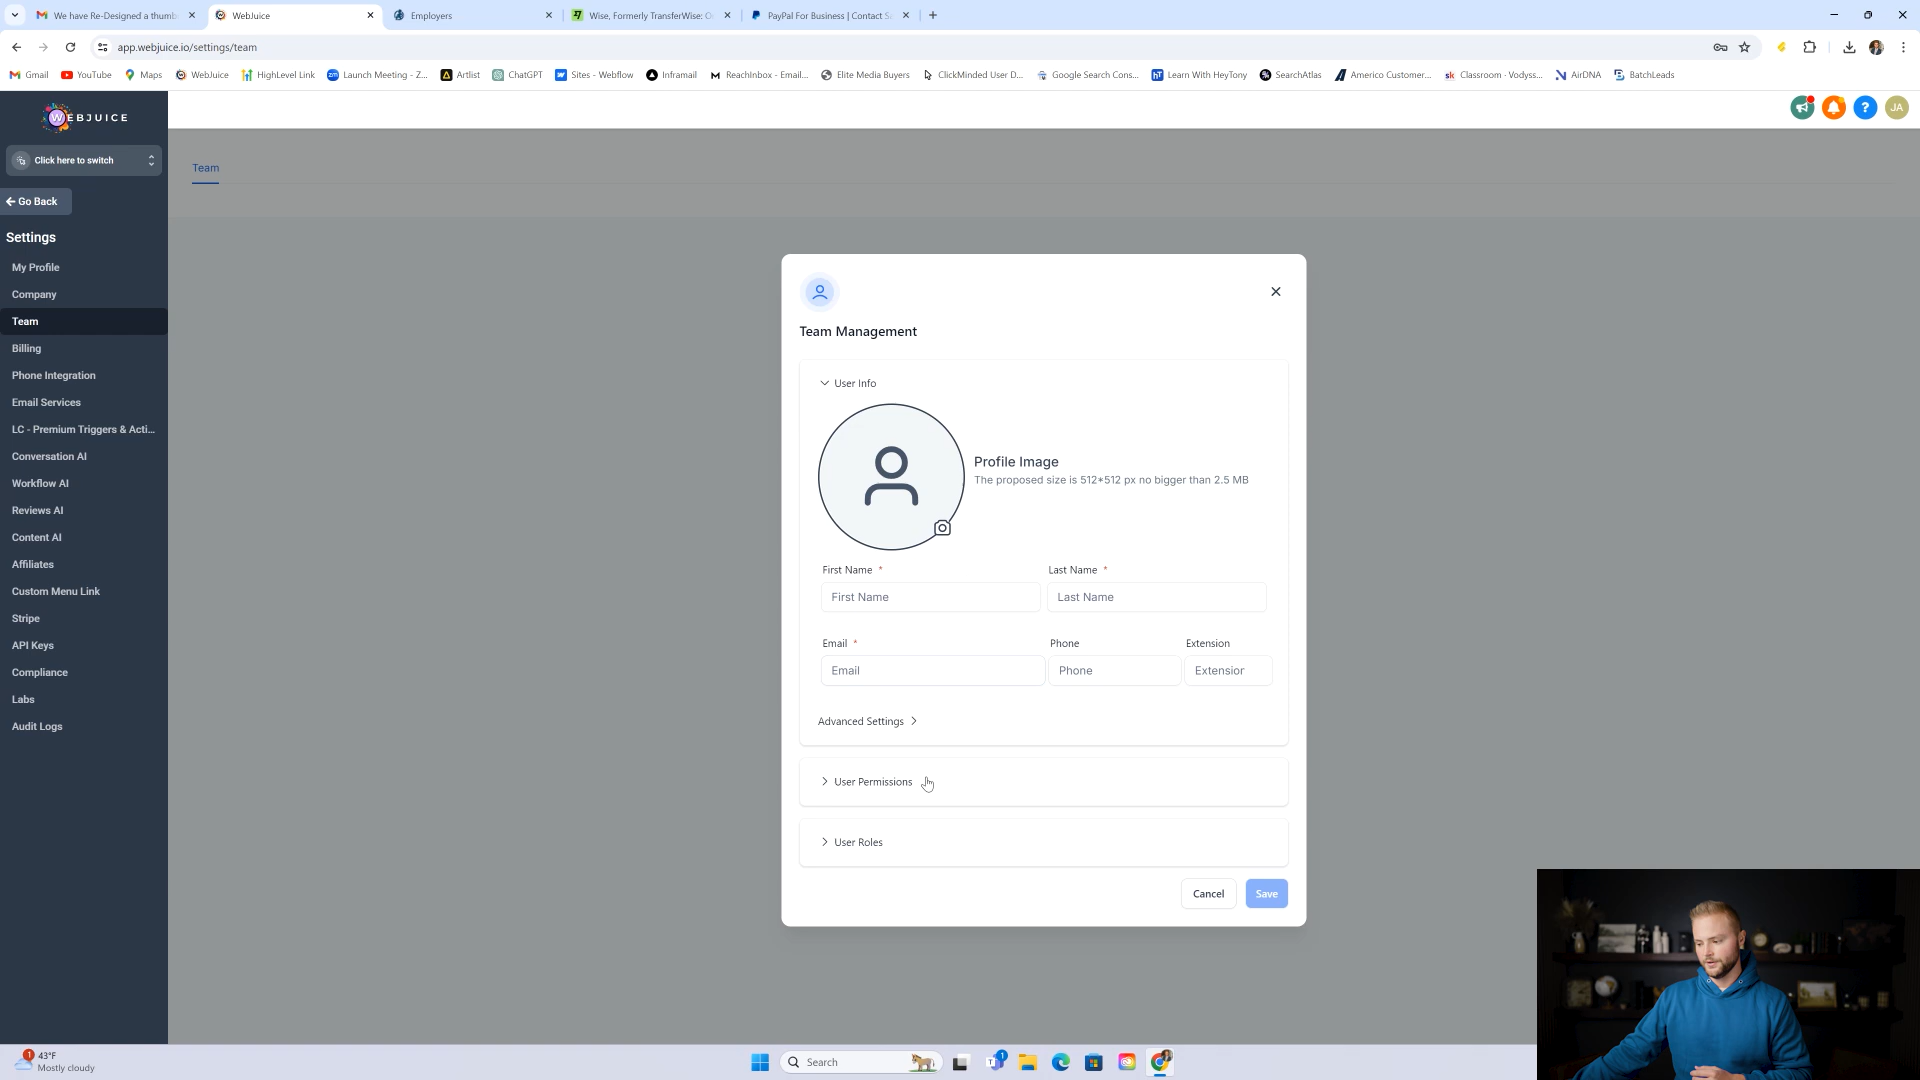 We have Re-Designed a thumb
WebJuice
Employers
Wise, Formerly TransferWise: O
PayPal For Business | Contact S
app.webjuice.io/settings/team
Gmail
YouTube
Maps
WebJuice
HighLevel Link
Launch Meeting - Z...
Artlist
ChatGPT
Sites - Webflow
Inframail
ReachInbox - Email...
Elite Media Buyers
ClickMinded User D...
Google Search Cons...
Learn With HeyTony
SearchAtlas
Americo Customer...
Classroom - Vodyss...
AirDNA
BatchLeads
WEBJUICE
JA
Click here to switch
Team
Go Back
Settings
My Profile
Company
Team
Billing
Phone Integration
Email Services
LC - Premium Triggers & Acti...
Conversation AI
Workflow AI
Reviews AI
Content AI
Affiliates
Custom Menu Link
Stripe
API Keys
Compliance
Labs
Audit Logs
Team Management
User Info
Profile Image
The proposed size is 512*512 px no bigger than 2.5 MB
First Name *
Last Name *
First Name
Last Name
Email *
Phone
Extension
Email
Phone
Extension
Advanced Settings
User Permissions
User Roles
Cancel
Save
1
43°F
Mostly cloudy
Search
1